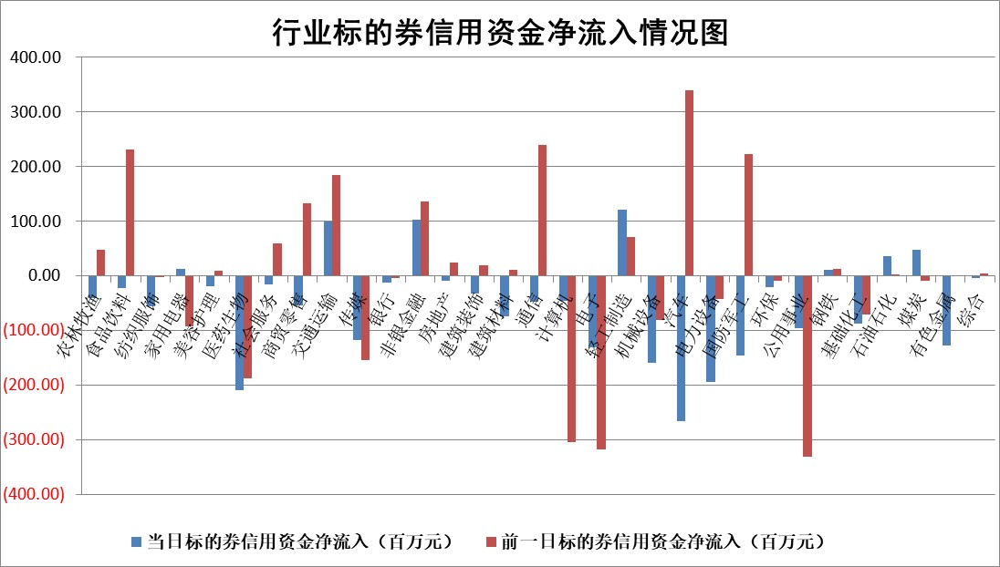 行业标的券信用资金净流入情况图
400.00
300.00
200.00
100.00
0.00
(100.00)
(200.00)
(300.00)
(400.00)
农林牧渔
食品饮料
纺织服饰
家用电器
美容护理
医药生物
社会服务
商贸零售
交通运输
传媒
银行
非银金融
房地产
建筑装饰
建筑材料
通信
计算机
电子
轻工制造
机械设备
汽车
电力设备
国防军工
环保
公用事业
钢铁
基础化工
石油石化
煤炭
有色金属
综合
当日标的券信用资金净流入（百万元）
前一日标的券信用资金净流入（百万元）